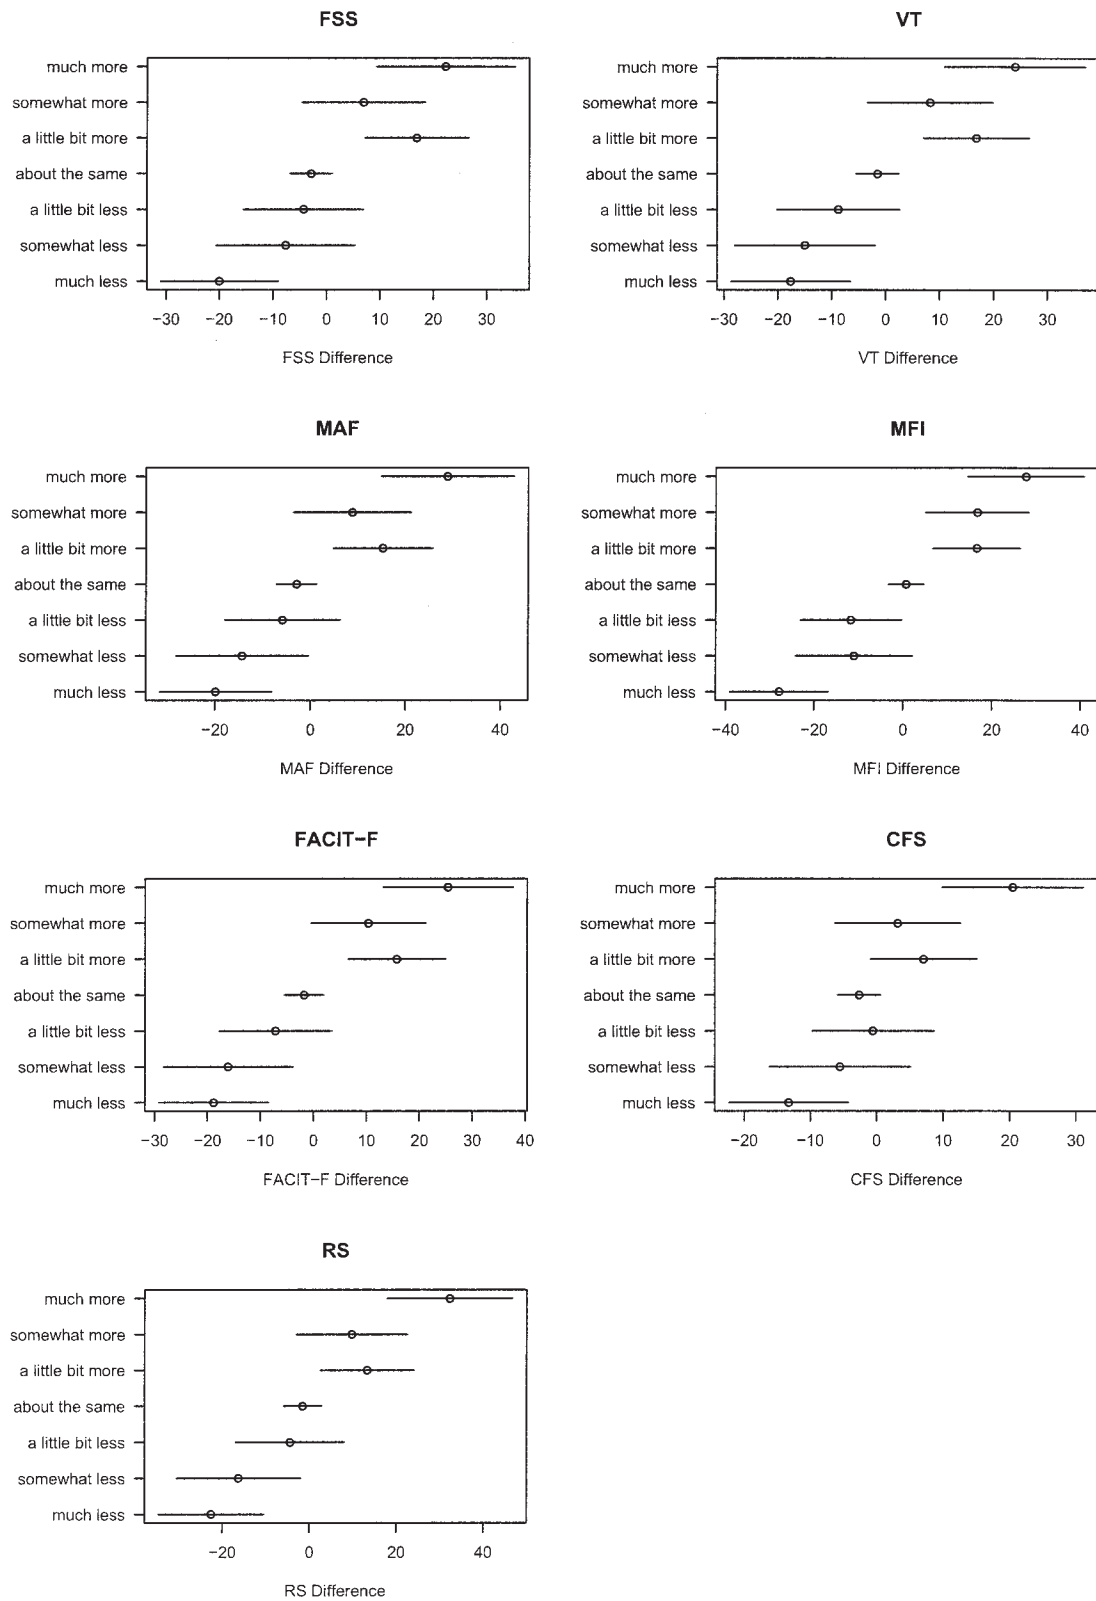 FSS
much more
somewhat more
a little bit more
about the same
a little bit less
somewhat less
much less
−30 −20 −10 0 10 20 30
FSS Difference
VT
much more
somewhat more
a little bit more
about the same
a little bit less
somewhat less
much less
−30 −20 −10 0 10 20 30
VT Difference
MAF
much more
somewhat more
a little bit more
about the same
a little bit less
somewhat less
much less
−20 0 20 40
MAF Difference
MFI
much more
somewhat more
a little bit more
about the same
a little bit less
somewhat less
much less
−40 −20 0 20 40
MFI Difference
FACIT−F
much more
somewhat more
a little bit more
about the same
a little bit less
somewhat less
much less
−30 −20 −10 0 10 20 30 40
FACIT−F Difference
CFS
much more
somewhat more
a little bit more
about the same
a little bit less
somewhat less
much less
−20 −10 0 10 20 30
CFS Difference
RS
much more
somewhat more
a little bit more
about the same
a little bit less
somewhat less
much less
−20 0 20 40
RS Difference